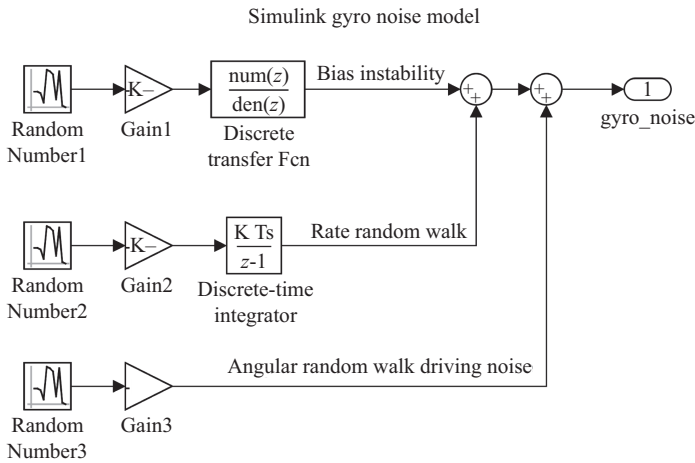 Simulink gyro noise model
Random
Number1
-K-
Gain1
num(z)
den(z)
Discrete
transfer Fcn
Bias instability
+
+
+
+
1
gyro_noise
Random
Number2
-K-
Gain2
K Ts
z-1
Discrete-time
integrator
Rate random walk
Random
Number3
-
Gain3
Angular random walk driving noise